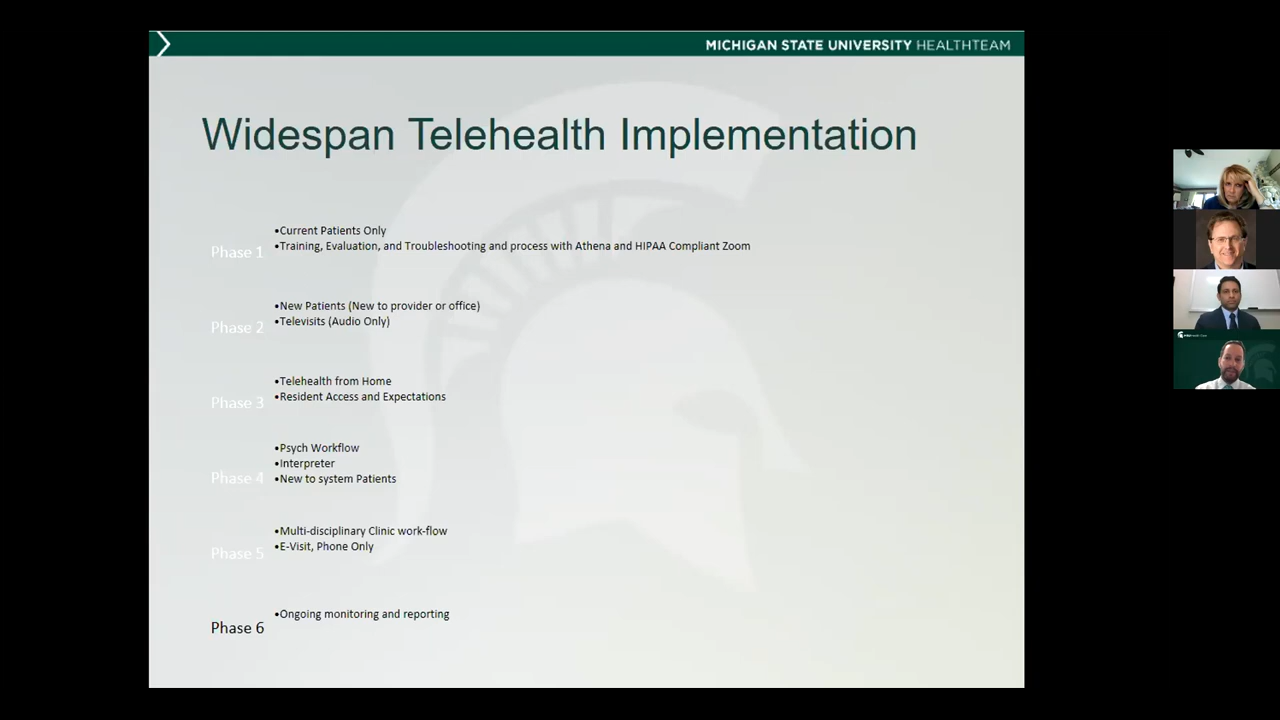 MICHIGAN STATE UNIVERSITY HEALTHTEAM
Widespan Telehealth Implementation
Phase 1
•Current Patients Only
•Training, Evaluation, and Troubleshooting and process with Athena and HIPAA Compliant Zoom
Phase 2
•New Patients (New to provider or office)
•Televisits (Audio Only)
Phase 3
•Telehealth from Home
•Resident Access and Expectations
Phase 4
•Psych Workflow
•Interpreter
•New to system Patients
Phase 5
•Multi-disciplinary Clinic work-flow
•E-Visit, Phone Only
Phase 6
•Ongoing monitoring and reporting